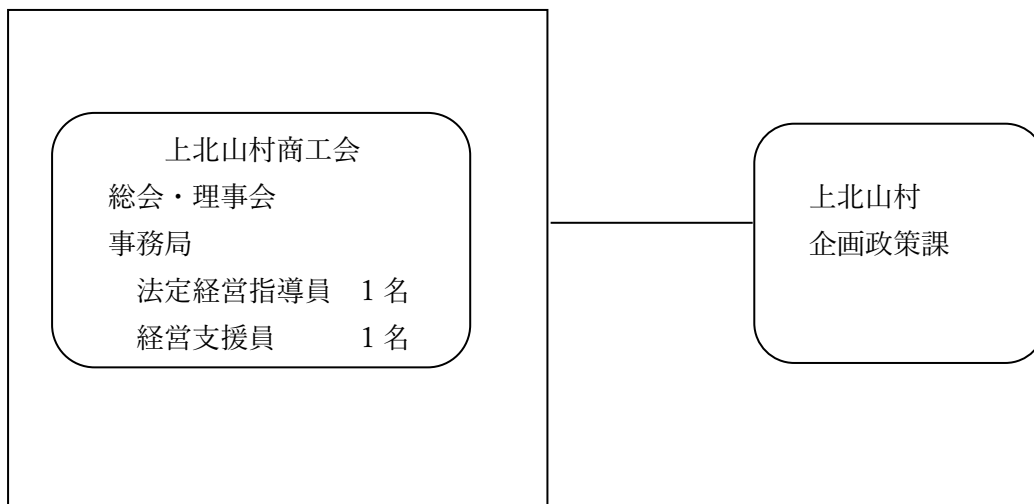 上北山村商工会
総会・理事会
事務局
法定経営指導員　1 名
経営支援員　　　1 名
上北山村
企画政策課